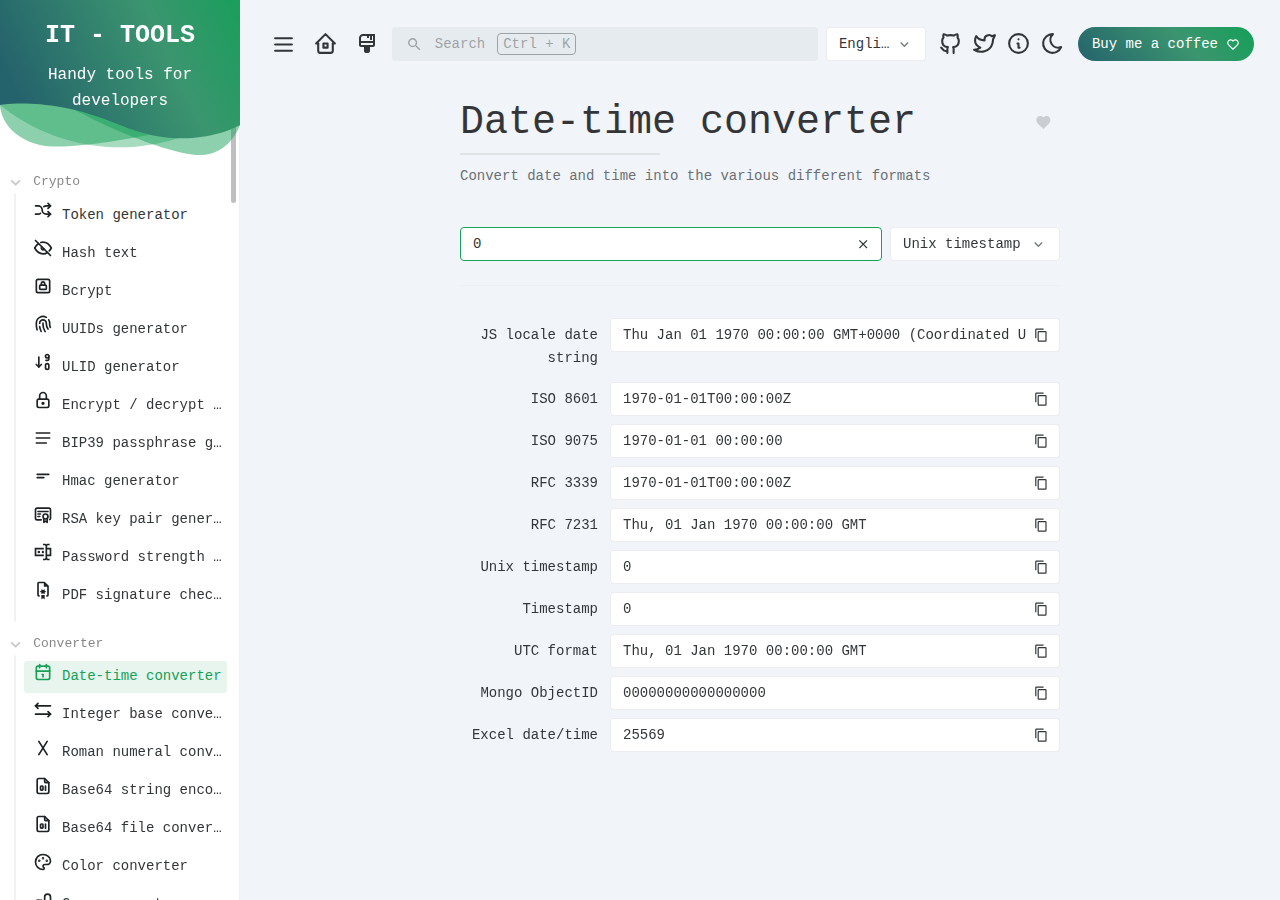 IT - TOOLS
Handy tools for
developers
Crypto
Token generator
Hash text
Bcrypt
UUIDs generator
ULID generator
Encrypt / decrypt …
BIP39 passphrase g…
Hmac generator
RSA key pair gener…
Password strength …
PDF signature chec…
Converter
Date-time converter
Integer base conve…
Roman numeral conv…
Base64 string enco…
Base64 file conver…
Color converter
Search Ctrl + K
Engli…
Buy me a coffee
Date-time converter
Convert date and time into the various different formats
0
Unix timestamp
JS locale date string Thu Jan 01 1970 00:00:00 GMT+0000 (Coordinated U
ISO 8601 1970-01-01T00:00:00Z
ISO 9075 1970-01-01 00:00:00
RFC 3339 1970-01-01T00:00:00Z
RFC 7231 Thu, 01 Jan 1970 00:00:00 GMT
Unix timestamp 0
Timestamp 0
UTC format Thu, 01 Jan 1970 00:00:00 GMT
Mongo ObjectID 00000000000000000
Excel date/time 25569